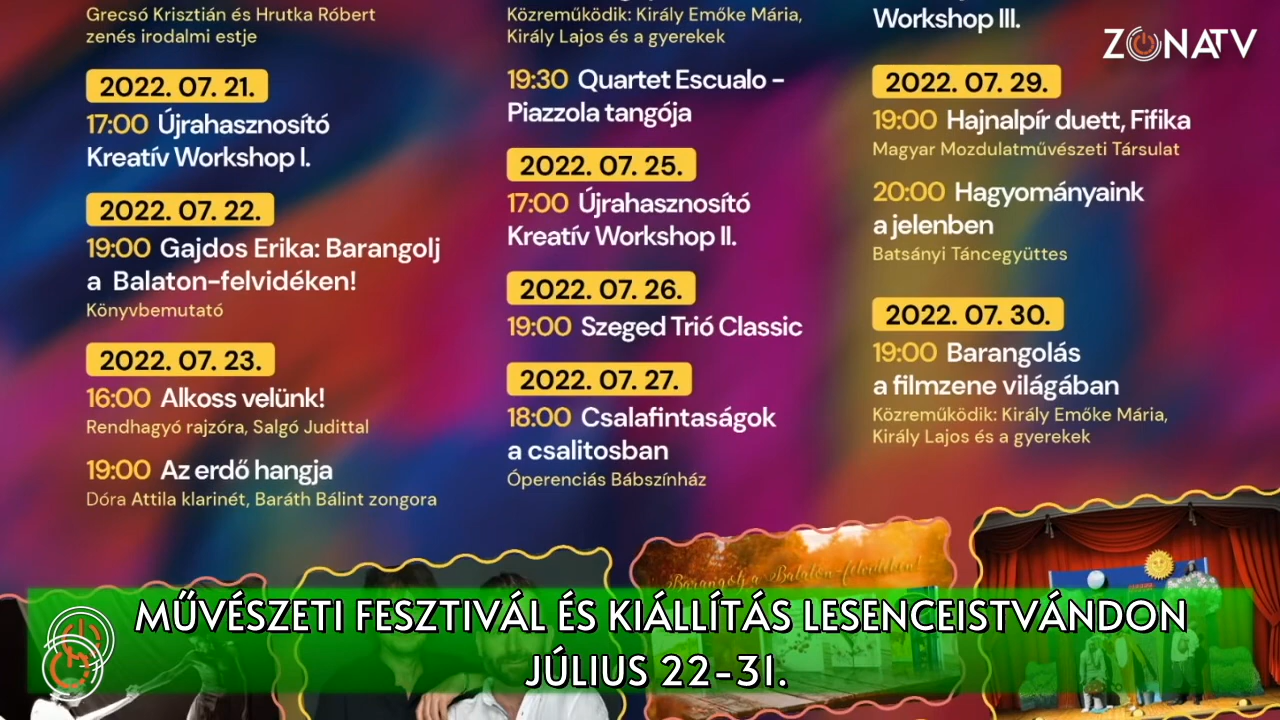 Grecsó Krisztián és Hrutka Róbert
zenés irodalmi estje
2022. 07. 21.
17:00 Újrahasznosító
Kreatív Workshop I.
2022. 07. 22.
19:00 Gajdos Erika: Barangolj
a Balaton-felvidéken!
Könyvbemutató
2022. 07. 23.
16:00 Alkoss velünk!
Rendhagyó rajzóra, Salgó Judittal
19:00 Az erdő hangja
Dóra Attila klarinét, Baráth Bálint zongora
Közreműködik: Király Emőke Mária,
Király Lajos és a gyerekek
19:30 Quartet Escualo -
Piazzola tangója
2022. 07. 25.
17:00 Újrahasznosító
Kreatív Workshop II.
2022. 07. 26.
19:00 Szeged Trió Classic
2022. 07. 27.
18:00 Csalafintaságok
a csalitosban
Óperenciás Bábszínház
Workshop III.
2022. 07. 29.
19:00 Hajnalpír duett, Fifika
Magyar Mozdulatművészeti Társulat
20:00 Hagyományaink
a jelenben
Batsányi Táncegyüttes
2022. 07. 30.
19:00 Barangolás
a filmzene világában
Közreműködik: Király Emőke Mária,
Király Lajos és a gyerekek
ZONATV
Barangolj a Balaton-felvidéken!
MŰVÉSZETI FESZTIVÁL ÉS KIÁLLÍTÁS LESENCEISTVÁNDON
JÚLIUS 22-31.